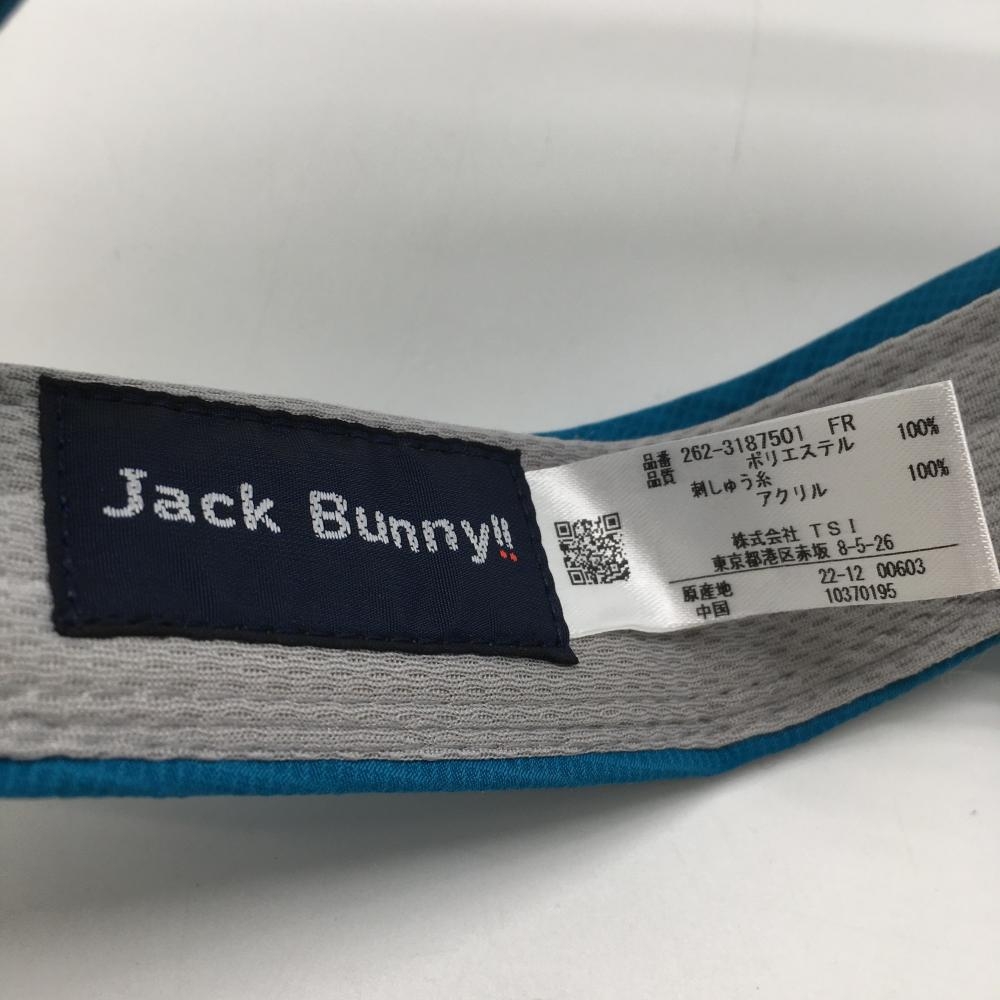 Jack Bunny!!
品番 262-3187501 FR
品質 ポリエステル 100%
刺しゅう糸
アクリル 100%
株式会社 TSI
東京都港区赤坂 8-5-26
原産地 22-12 00603
中国 10370195